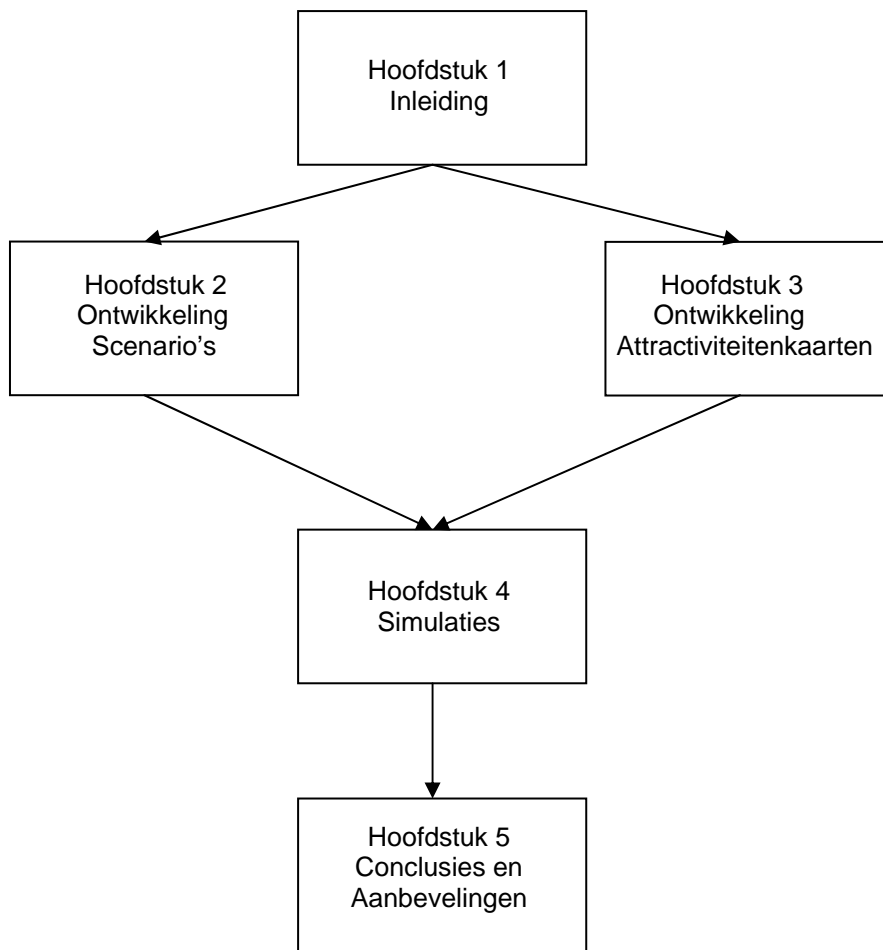 Hoofdstuk 1
Inleiding
Hoofdstuk 2
Ontwikkeling
Scenario's
Hoofdstuk 3
Ontwikkeling
Attractiviteitenkaarten
Hoofdstuk 4
Simulaties
Hoofdstuk 5
Conclusies en
Aanbevelingen